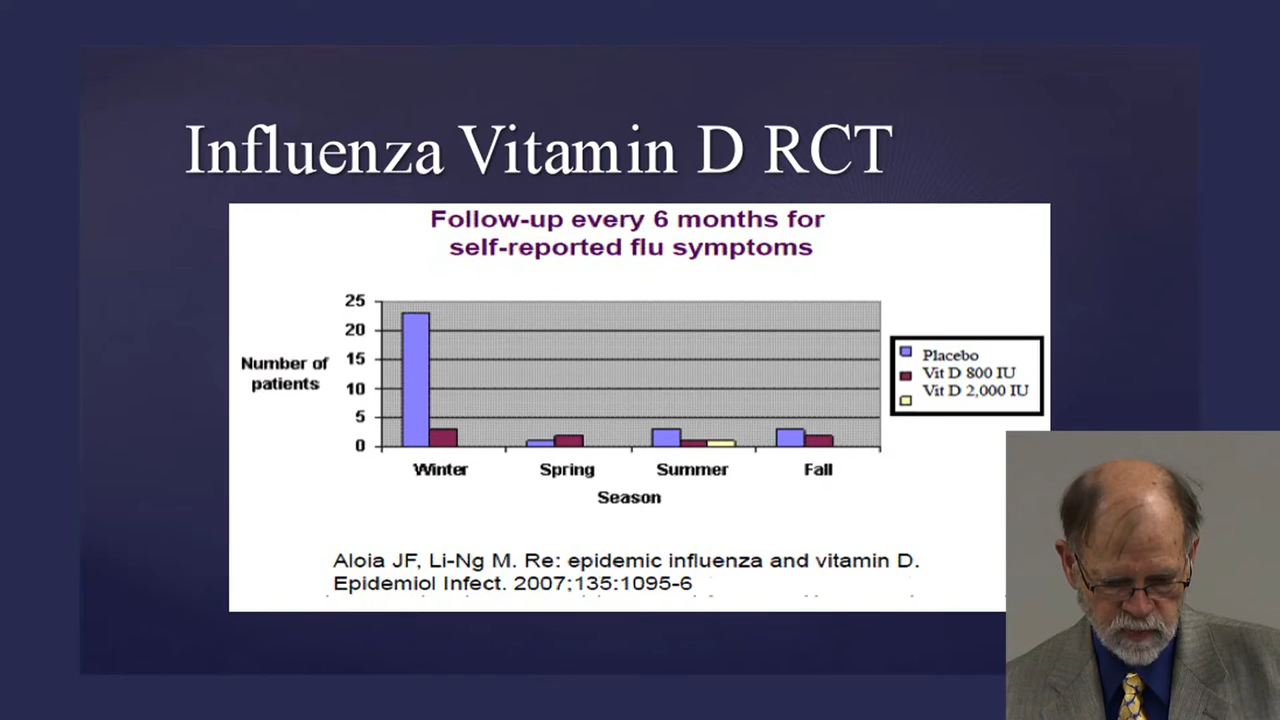 Influenza Vitamin D RCT
Follow-up every 6 months for
self-reported flu symptoms
25
20
15
10
5
0
Number of
patients
Winter
Spring
Summer
Fall
Season
Placebo
Vit D 800 IU
Vit D 2,000 IU
Aloia JF, Li-Ng M. Re: epidemic influenza and vitamin D.
Epidemiol Infect. 2007;135:1095-6